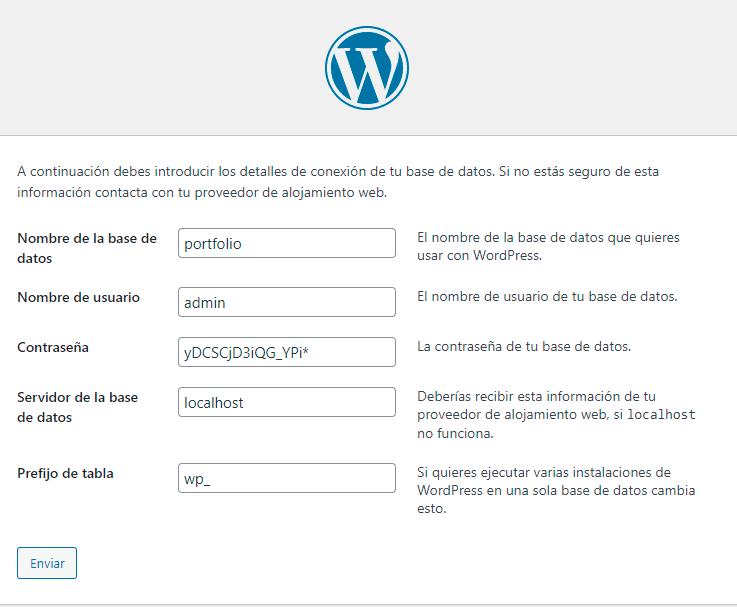 A continuación debes introducir los detalles de conexión de tu base de datos. Si no estás seguro de esta
información contacta con tu proveedor de alojamiento web.
Nombre de la base de
datos
portfolio
El nombre de la base de datos que quieres
usar con WordPress.
Nombre de usuario
admin
El nombre de usuario de tu base de datos.
Contraseña
yDCSCjD3iQG_YPi*
La contraseña de tu base de datos.
Servidor de la base
de datos
localhost
Deberías recibir esta información de tu
proveedor de alojamiento web, si localhost
no funciona.
Prefijo de tabla
wp_
Si quieres ejecutar varias instalaciones de
WordPress en una sola base de datos cambia
esto.
Enviar